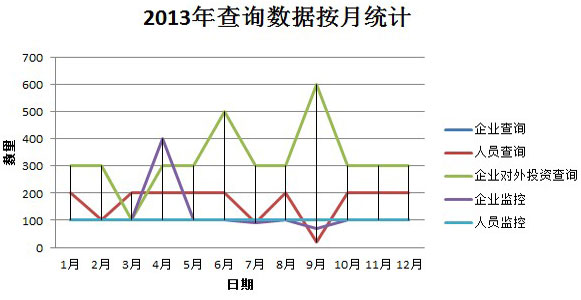 2013年查询数据按月统计
700
600
500
400
300
200
100
0
数量
1月 2月 3月 4月 5月 6月 7月 8月 9月 10月 11月 12月
日期
企业查询
人员查询
企业对外投资查询
企业监控
人员监控